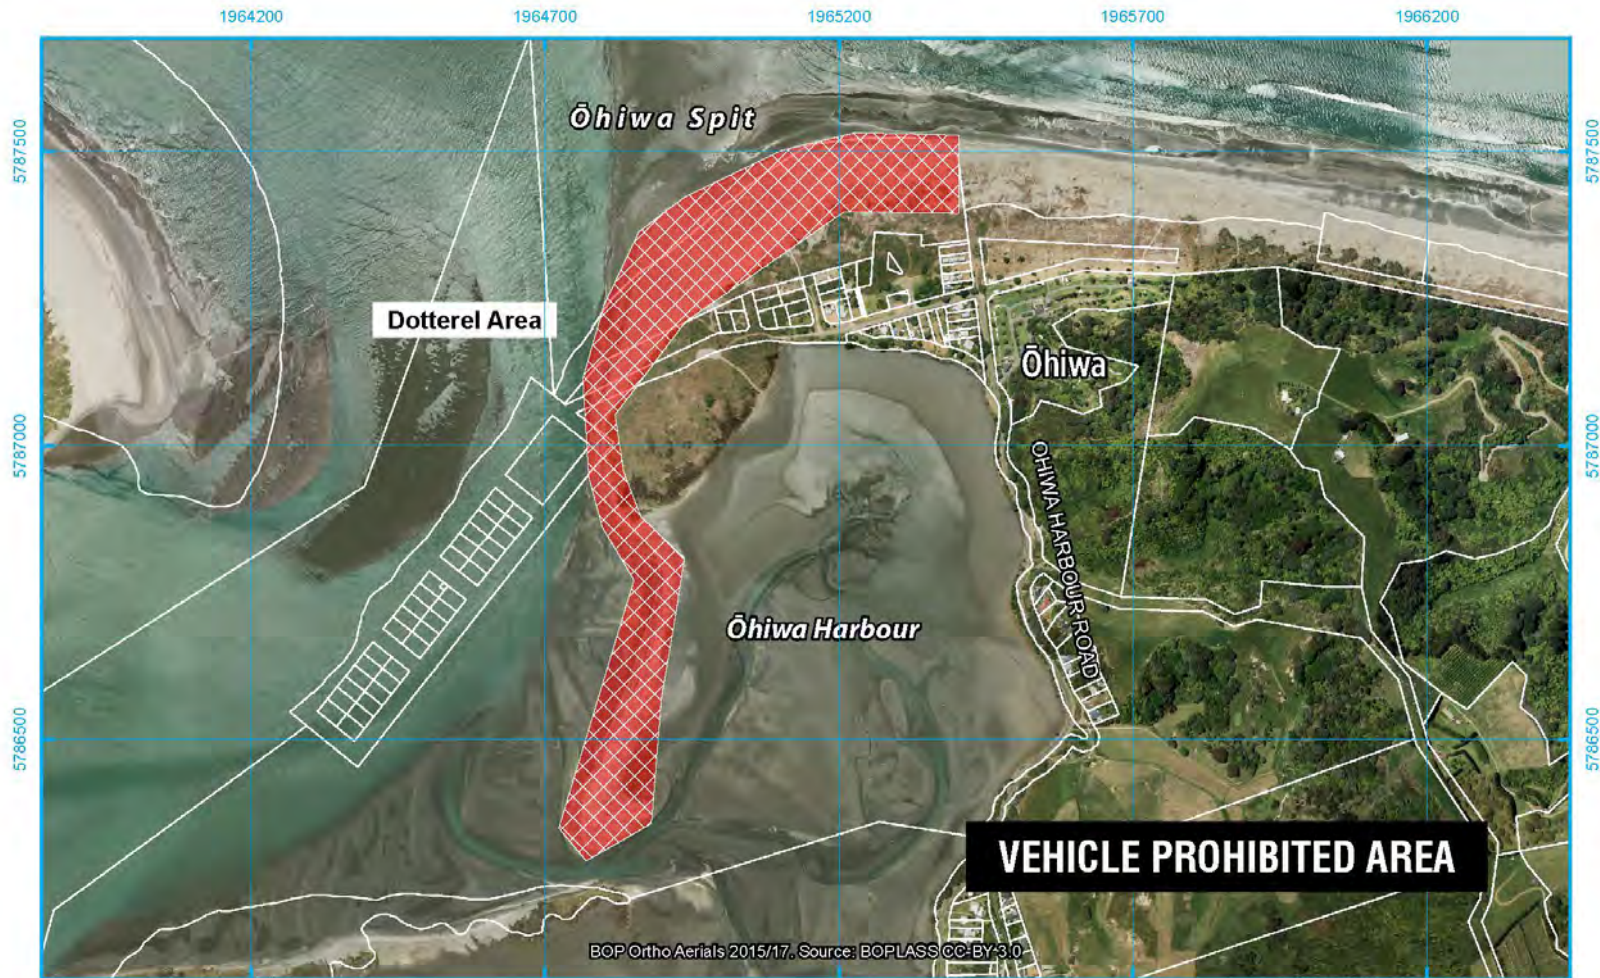 1964200 1964700 1965200 1965700 1966200
5787500 5787500
Ōhiwa Spit
Dotterel Area
Ōhiwa
5787000 5787000
OHIWA HARBOUR ROAD
Ōhiwa Harbour
5786500 5786500
VEHICLE PROHIBITED AREA
BOP Ortho Aerials 2015/17. Source: BOPLASS CC-BY-3.0